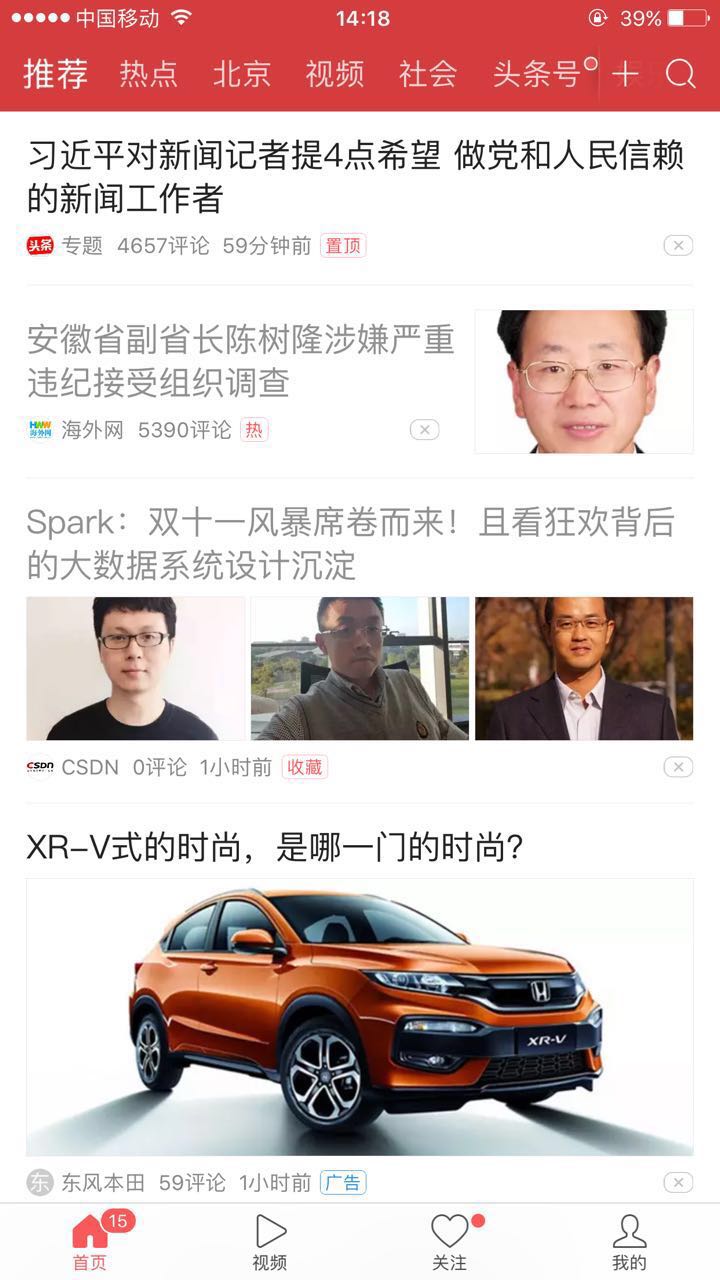 中国移动 14:18 39%
推荐 热点 北京 视频 社会 头条号
习近平对新闻记者提4点希望 做党和人民信赖
的新闻工作者
头条 专题 4657评论 59分钟前 置顶
安徽省副省长陈树隆涉嫌严重
违纪接受组织调查
海外网 海外网 5390评论 热
Spark：双十一风暴席卷而来！且看狂欢背后
的大数据系统设计沉淀
CSDN CSDN 0评论 1小时前 收藏
XR-V式的时尚，是哪一门的时尚？
XR-V
东 东风本田 59评论 1小时前 广告
15
首页 视频 关注 我的